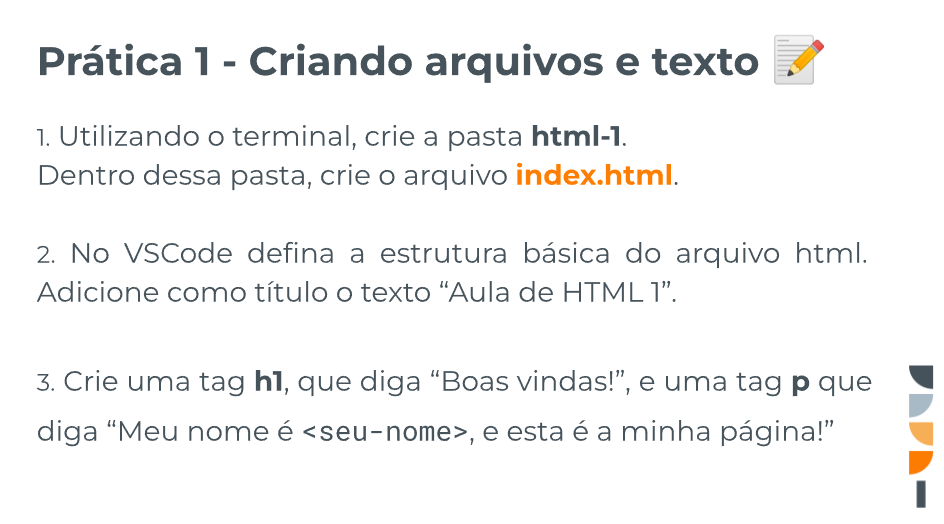 Prática 1 - Criando arquivos e texto 📝
1. Utilizando o terminal, crie a pasta html-1.
Dentro dessa pasta, crie o arquivo index.html.
2. No VSCode defina a estrutura básica do arquivo html.
Adicione como título o texto “Aula de HTML 1”.
3. Crie uma tag h1, que diga “Boas vindas!”, e uma tag p que
diga “Meu nome é <seu-nome>, e esta é a minha página!”